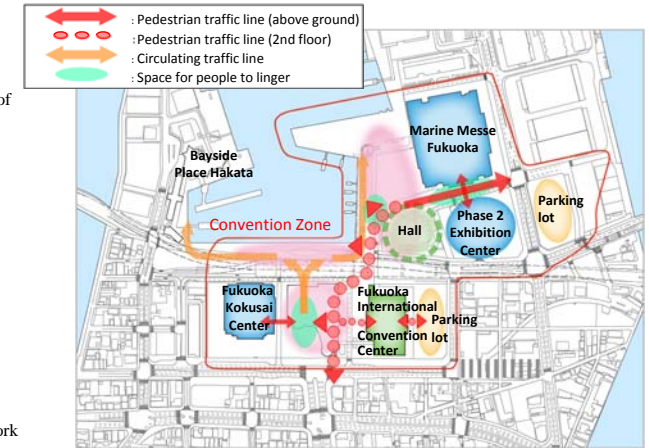 : Pedestrian traffic line (above ground)
: Pedestrian traffic line (2nd floor)
: Circulating traffic line
: Space for people to linger
of
Marine Messe
Fukuoka
Bayside
Place Hakata
Parking
lot
Convention Zone
Hall
Phase 2
Exhibition
Center
Fukuoka
Kokusai
Center
Fukuoka
International
Convention
Center
Parking
lot
ork